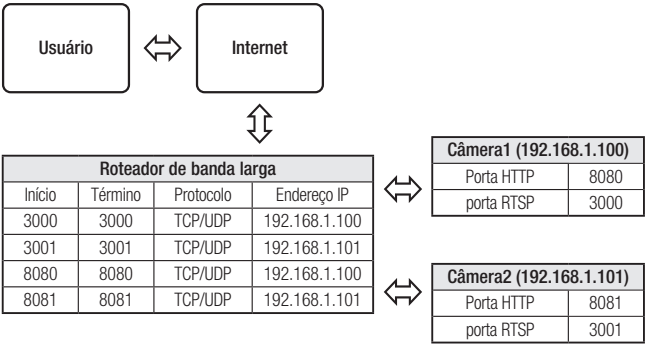 Usuário
Internet
Roteador de banda larga
Início Término Protocolo Endereço IP
3000 3000 TCP/UDP 192.168.1.100
3001 3001 TCP/UDP 192.168.1.101
8080 8080 TCP/UDP 192.168.1.100
8081 8081 TCP/UDP 192.168.1.101
Câmera1 (192.168.1.100)
Porta HTTP 8080
porta RTSP 3000
Câmera2 (192.168.1.101)
Porta HTTP 8081
porta RTSP 3001